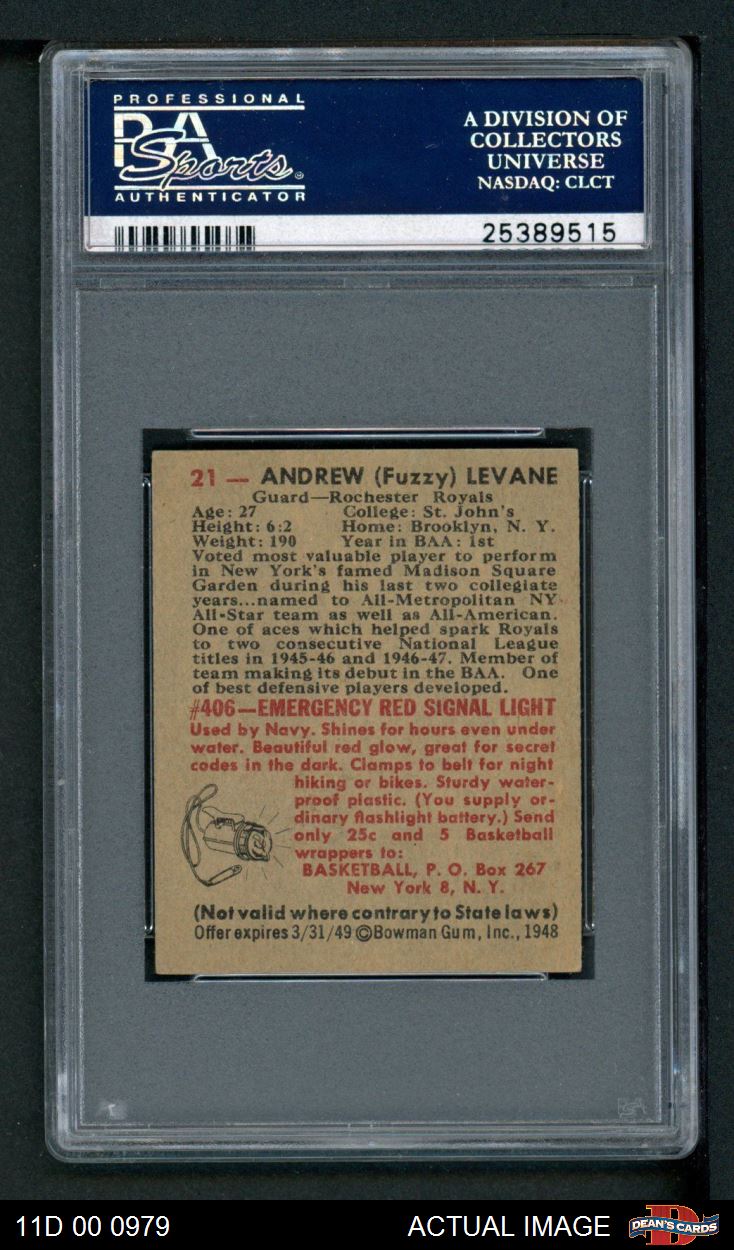 PROFESSIONAL
PSA
Sports
AUTHENTICATOR
A DIVISION OF
COLLECTORS
UNIVERSE
NASDAQ: CLCT
25389515
21 — ANDREW (Fuzzy) LEVANE
Guard—Rochester Royals
Age: 27 College: St. John's
Height: 6:2 Home: Brooklyn, N. Y.
Weight: 190 Year in BAA: 1st
Voted most valuable player to perform
in New York's famed Madison Square
Garden during his last two collegiate
years...named to All-Metropolitan NY
All-Star team as well as All-American.
One of aces which helped spark Royals
to two consecutive National League
titles in 1945-46 and 1946-47. Member of
team making its debut in the BAA. One
of best defensive players developed.
#406—EMERGENCY RED SIGNAL LIGHT
Used by Navy. Shines for hours even under
water. Beautiful red glow, great for secret
codes in the dark. Clamps to belt for night
hiking or bikes. Sturdy water-
proof plastic. (You supply or-
dinary flashlight battery.) Send
only 25c and 5 Basketball
wrappers to:
BASKETBALL, P. O. Box 267
New York 8, N. Y.
(Not valid where contrary to State laws)
Offer expires 3/31/49 ©Bowman Gum, Inc., 1948
PSA
11D 00 0979 ACTUAL IMAGE DEAN'S CARDS